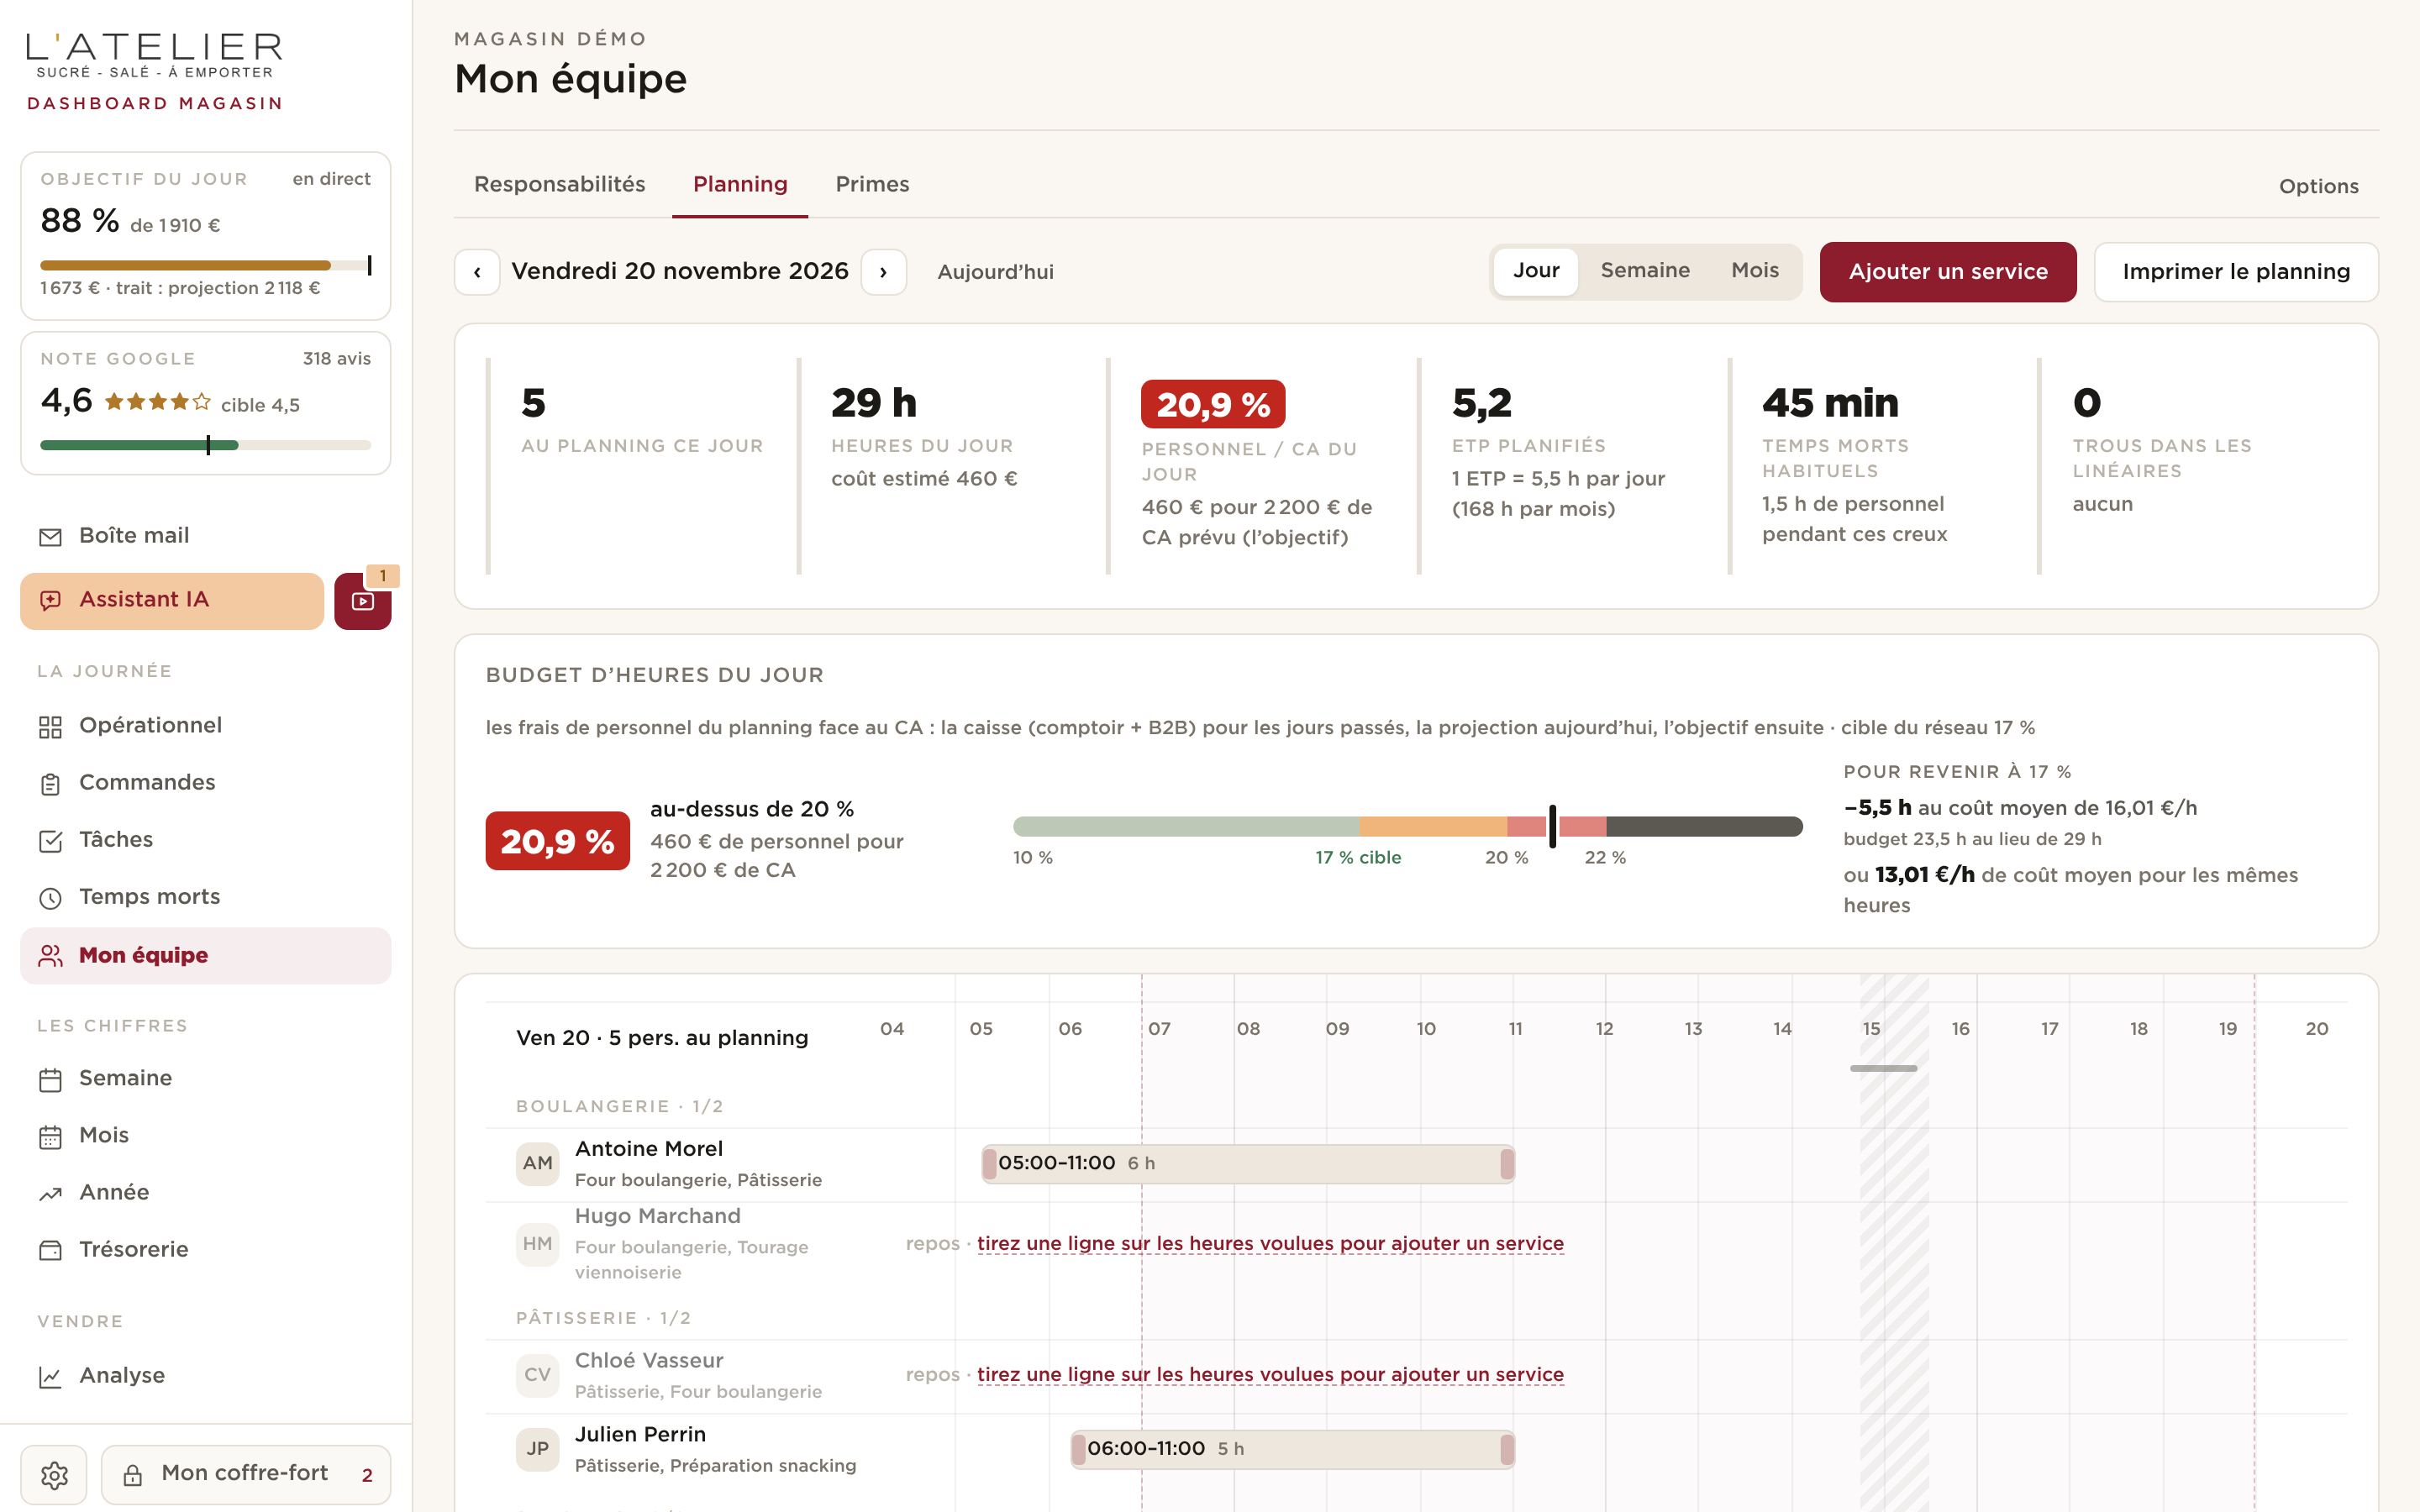 L'ATELIER
SUCRÉ - SALÉ - À EMPORTER
DASHBOARD MAGASIN
OBJECTIF DU JOUR en direct
88 % de 1 910 €
1 673 € · trait : projection 2 118 €
NOTE GOOGLE 318 avis
4,6 cible 4,5
Boîte mail
Assistant IA 1
LA JOURNÉE
Opérationnel
Commandes
Tâches
Temps morts
Mon équipe
LES CHIFFRES
Semaine
Mois
Année
Trésorerie
VENDRE
Analyse
Mon coffre-fort 2
MAGASIN DÉMO
Mon équipe
Responsabilités Planning Primes Options
‹ Vendredi 20 novembre 2026 › Aujourd’hui Jour Semaine Mois Ajouter un service Imprimer le planning
5
AU PLANNING CE JOUR
29 h
HEURES DU JOUR
coût estimé 460 €
20,9 %
PERSONNEL / CA DU
JOUR
460 € pour 2 200 € de
CA prévu (l’objectif)
5,2
ETP PLANIFIÉS
1 ETP = 5,5 h par jour
(168 h par mois)
45 min
TEMPS MORTS
HABITUELS
1,5 h de personnel
pendant ces creux
0
TROUS DANS LES
LINÉAIRES
aucun
BUDGET D’HEURES DU JOUR
les frais de personnel du planning face au CA : la caisse (comptoir + B2B) pour les jours passés, la projection aujourd’hui, l’objectif ensuite · cible du réseau 17 %
20,9 %
au-dessus de 20 %
460 € de personnel pour
2 200 € de CA
10 % 17 % cible 20 % 22 %
POUR REVENIR À 17 %
−5,5 h au coût moyen de 16,01 €/h
budget 23,5 h au lieu de 29 h
ou 13,01 €/h de coût moyen pour les mêmes
heures
Ven 20 · 5 pers. au planning 04 05 06 07 08 09 10 11 12 13 14 15 16 17 18 19 20
BOULANGERIE · 1/2
AM Antoine Morel
Four boulangerie, Pâtisserie
05:00–11:00 6 h
HM Hugo Marchand
Four boulangerie, Tourage
viennoiserie
repos · tirez une ligne sur les heures voulues pour ajouter un service
PÂTISSERIE · 1/2
CV Chloé Vasseur
Pâtisserie, Four boulangerie
repos · tirez une ligne sur les heures voulues pour ajouter un service
JP Julien Perrin
Pâtisserie, Préparation snacking
06:00–11:00 5 h